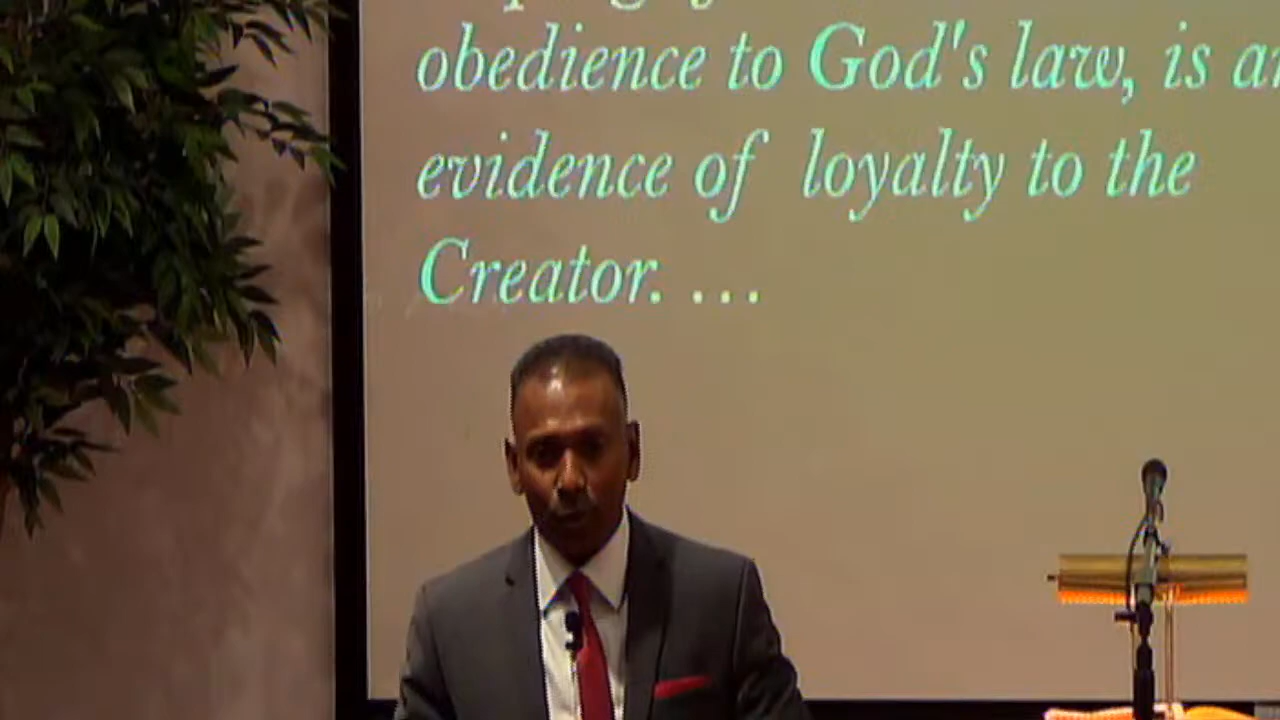 obedience to God's law, is
evidence of loyalty to the
Creator. ...